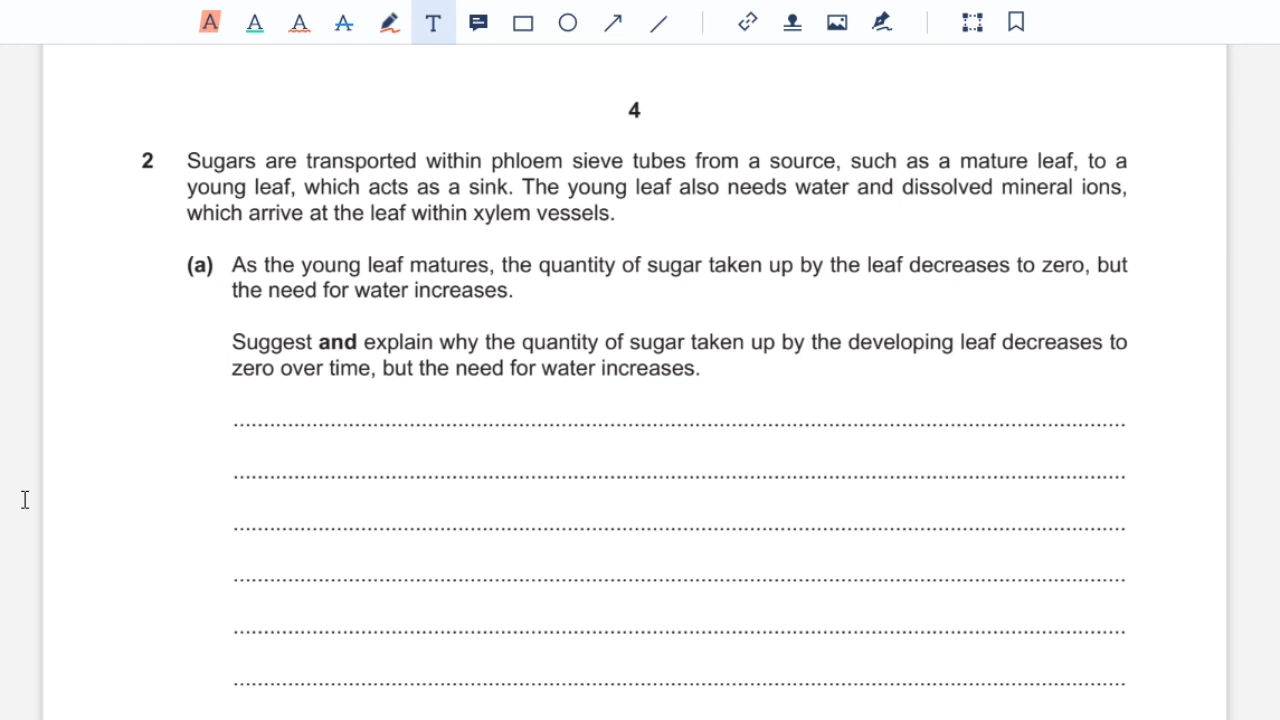 4
2 Sugars are transported within phloem sieve tubes from a source, such as a mature leaf, to a
young leaf, which acts as a sink. The young leaf also needs water and dissolved mineral ions,
which arrive at the leaf within xylem vessels.
(a) As the young leaf matures, the quantity of sugar taken up by the leaf decreases to zero, but
the need for water increases.
Suggest and explain why the quantity of sugar taken up by the developing leaf decreases to
zero over time, but the need for water increases.